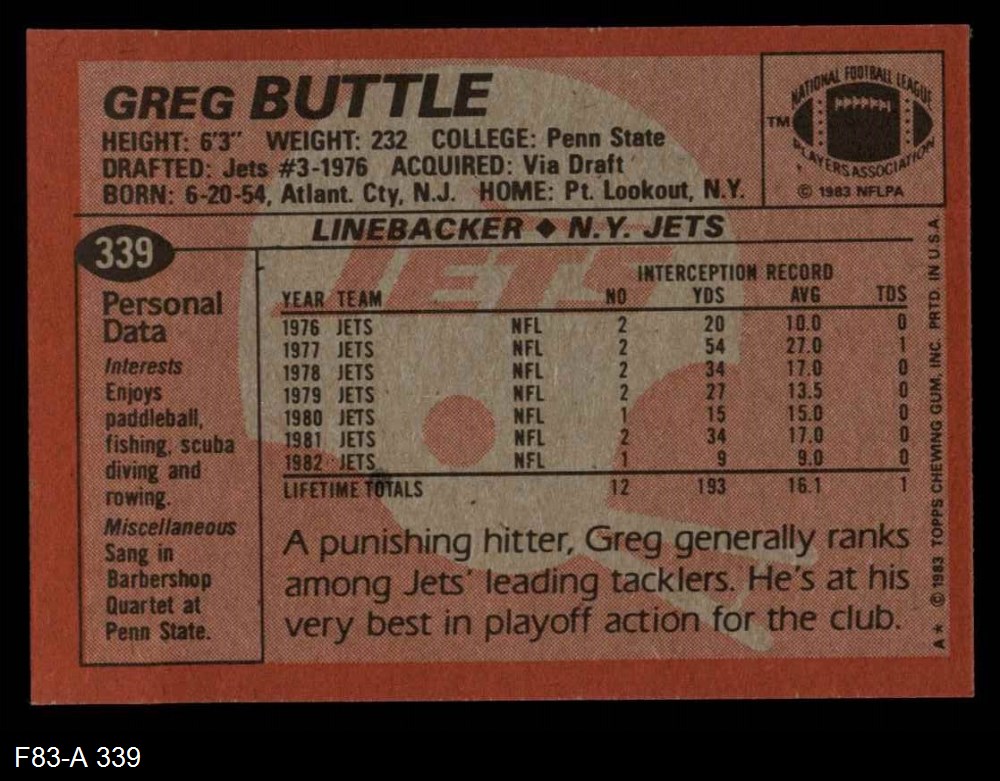 GREG BUTTLE
HEIGHT: 6'3" WEIGHT: 232 COLLEGE: Penn State
DRAFTED: Jets #3-1976 ACQUIRED: Via Draft
BORN: 6-20-54, Atlant. Cty, N.J. HOME: Pt. Lookout, N.Y.
NATIONAL FOOTBALL LEAGUE
TM
PLAYERS ASSOCIATION
© 1983 NFLPA
LINEBACKER ♦ N.Y. JETS
339
JETS
Personal
Data
Interests
Enjoys
paddleball,
fishing, scuba
diving and
rowing.
Miscellaneous
Sang in
Barbershop
Quartet at
Penn State.
INTERCEPTION RECORD
YEAR TEAM NO YDS AVG TDS
1976 JETS NFL 2 20 10.0 0
1977 JETS NFL 2 54 27.0 1
1978 JETS NFL 2 34 17.0 0
1979 JETS NFL 2 27 13.5 0
1980 JETS NFL 1 15 15.0 0
1981 JETS NFL 2 34 17.0 0
1982 JETS NFL 1 9 9.0 0
LIFETIME TOTALS 12 193 16.1 1
A punishing hitter, Greg generally ranks
among Jets' leading tacklers. He's at his
very best in playoff action for the club.
A* © 1983 TOPPS CHEWING GUM, INC. PRTD. IN U.S.A
F83-A 339